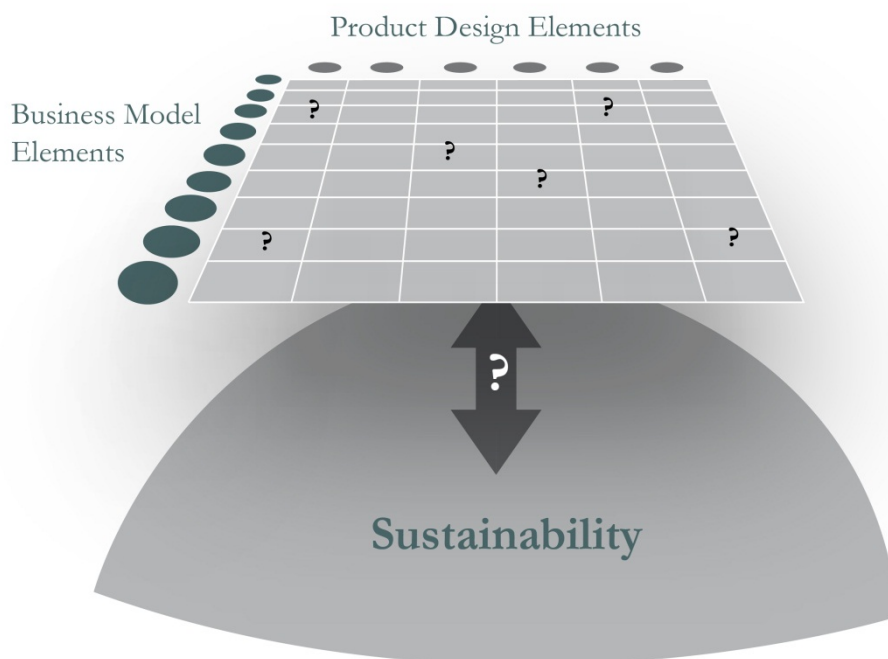 Product Design Elements
Business Model
Elements
? ?
?
?
? ?
?
Sustainability